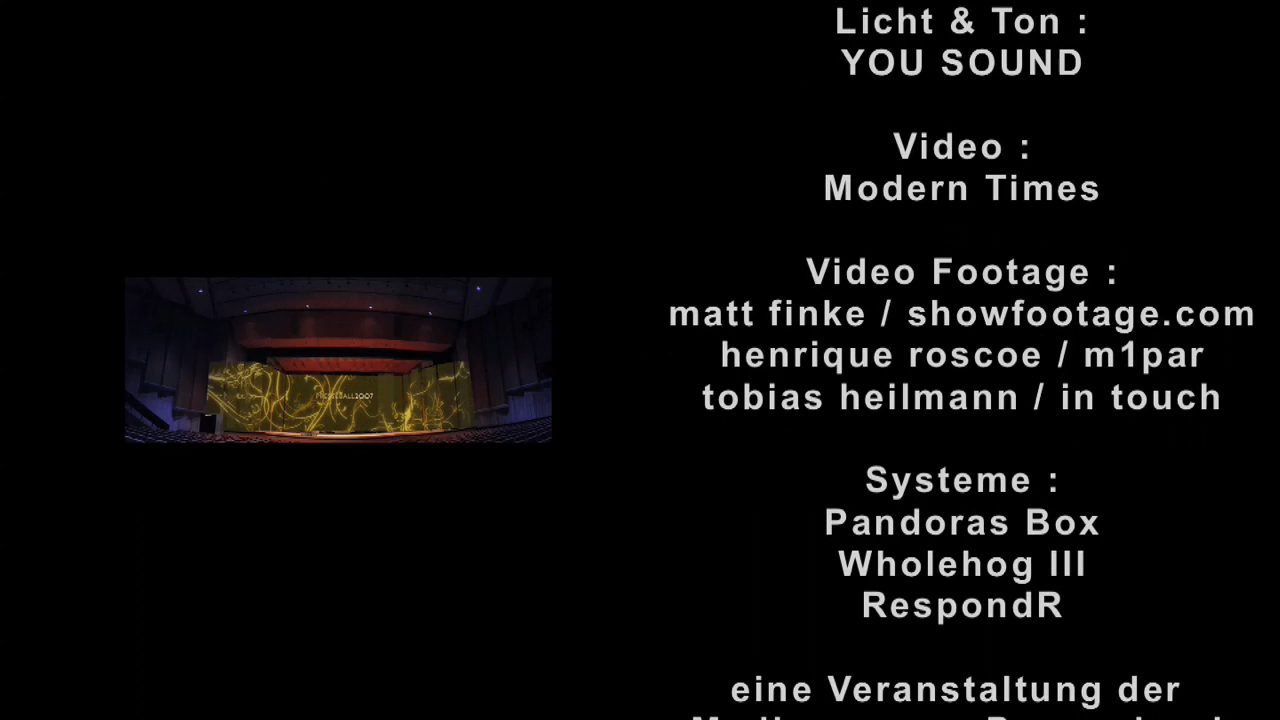 Licht & Ton :
YOU SOUND
Video :
Modern Times
Video Footage :
matt finke / showfootage.com
henrique roscoe / m1par
tobias heilmann / in touch
Systeme :
Pandoras Box
Wholehog III
RespondR
eine Veranstaltung der
PRESSEBALL2007